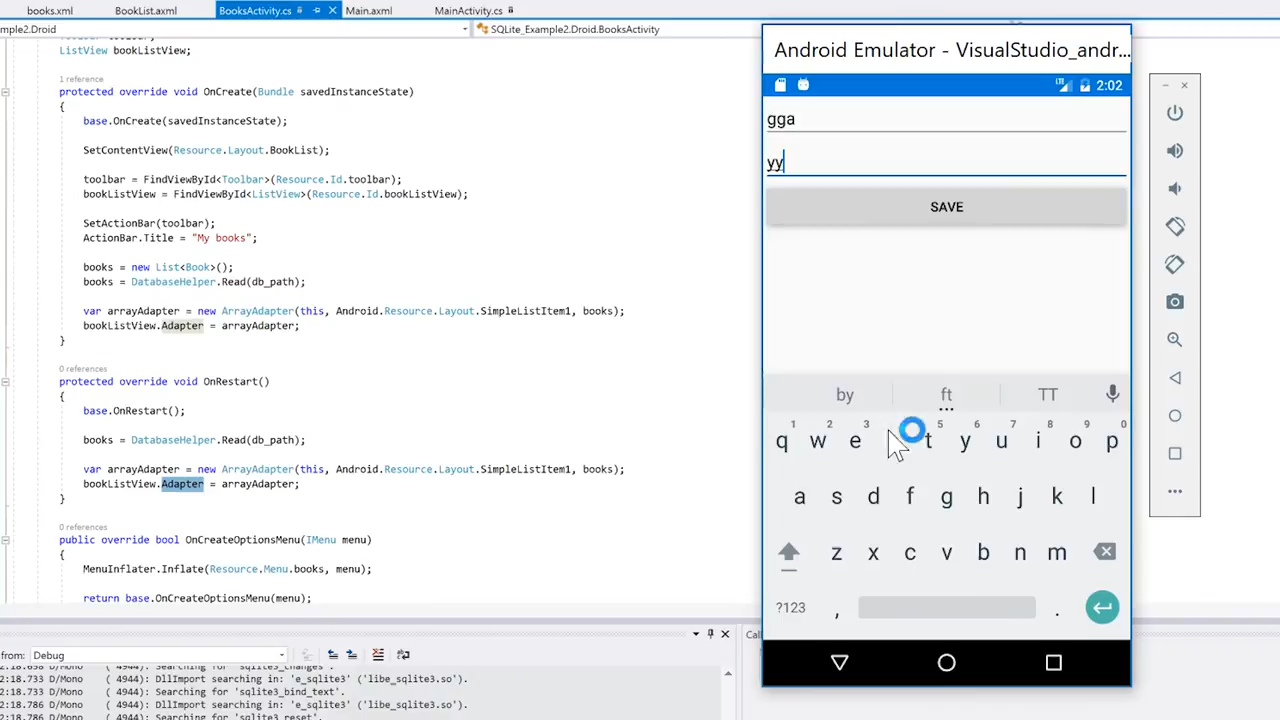 books.xml BookList.axml BooksActivity.cs Main.axml MainActivity.cs
mple2.Droid SQLite_Example2.Droid.BooksActivity
ListView bookListView;
1 reference
protected override void OnCreate(Bundle savedInstanceState)
{
base.OnCreate(savedInstanceState);
SetContentView(Resource.Layout.BookList);
toolbar = FindViewById<Toolbar>(Resource.Id.toolbar);
bookListView = FindViewById<ListView>(Resource.Id.bookListView);
SetActionBar(toolbar);
ActionBar.Title = "My books";
books = new List<Book>();
books = DatabaseHelper.Read(db_path);
var arrayAdapter = new ArrayAdapter(this, Android.Resource.Layout.SimpleListItem1, books);
bookListView.Adapter = arrayAdapter;
}
0 references
protected override void OnRestart()
{
base.OnRestart();
books = DatabaseHelper.Read(db_path);
var arrayAdapter = new ArrayAdapter(this, Android.Resource.Layout.SimpleListItem1, books);
bookListView.Adapter = arrayAdapter;
}
0 references
public override bool OnCreateOptionsMenu(IMenu menu)
{
MenuInflater.Inflate(Resource.Menu.books, menu);
return base.OnCreateOptionsMenu(menu);
from: Debug
2:18.658 D/Mono ( 4944): Searching for 'sqlite3_changes'.
2:18.733 D/Mono ( 4944): DllImport searching in: 'e_sqlite3' ('libe_sqlite3.so').
2:18.733 D/Mono ( 4944): Searching for 'sqlite3_bind_text'.
2:18.786 D/Mono ( 4944): DllImport searching in: 'e_sqlite3' ('libe_sqlite3.so').
2:18.786 D/Mono ( 4944): Searching for 'sqlite3_reset'.
Cal
Android Emulator - VisualStudio_andr...
2:02
gga
yy
SAVE
by ft TT
1 2 3 5 6 7 8 9 0
q w e t y u i o p
a s d f g h j k l
z x c v b n m
?123 , .